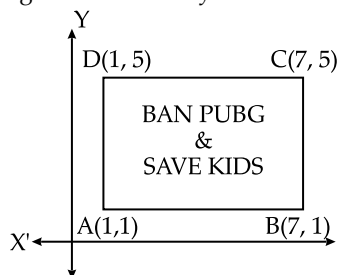 Y
D(1, 5) C(7, 5)
BAN PUBG
&
SAVE KIDS
A(1,1) B(7, 1)
X'